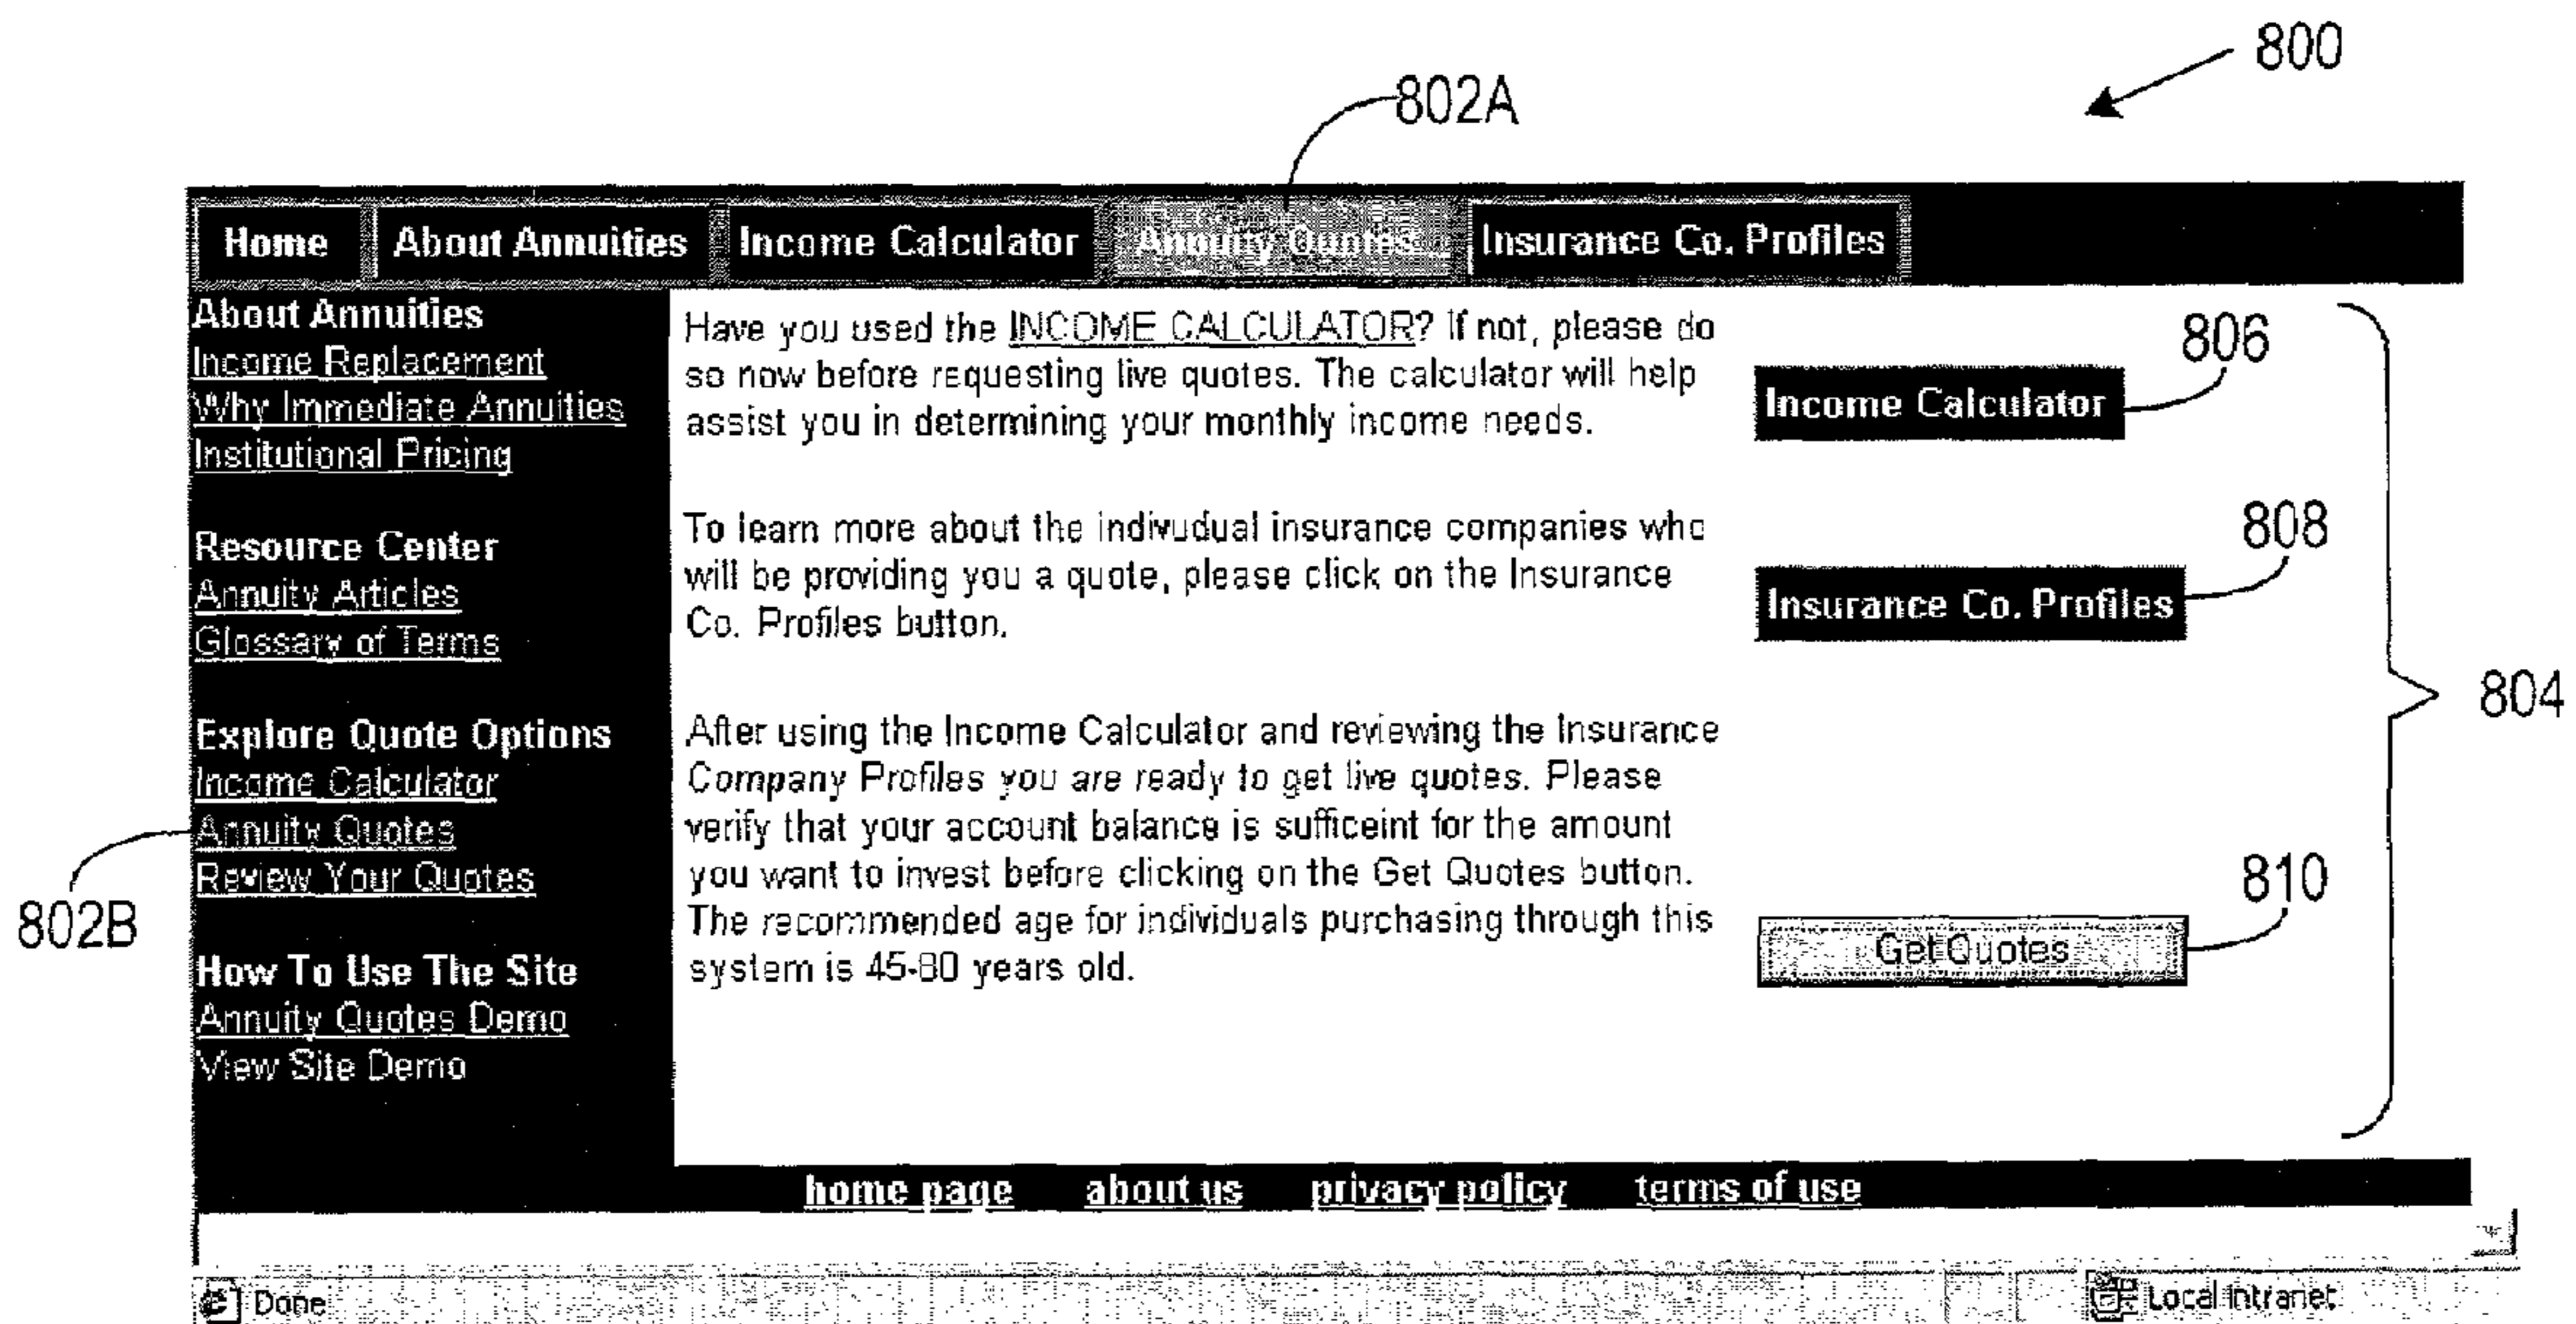 800
802A
Home About Annuities Income Calculator Annuity Quotes Insurance Co. Profiles
About Annuities
Income Replacement
Why Immediate Annuities
Institutional Pricing
Resource Center
Annuity Articles
Glossary of Terms
Explore Quote Options
Income Calculator
Annuity Quotes
Review Your Quotes
802B
How To Use The Site
Annuity Quotes Demo
View Site Demo
Have you used the INCOME CALCULATOR? If not, please do
so now before requesting live quotes. The calculator will help
assist you in determining your monthly income needs.
806
Income Calculator
To learn more about the indivudual insurance companies who
will be providing you a quote, please click on the Insurance
Co. Profiles button.
808
Insurance Co. Profiles
804
After using the Income Calculator and reviewing the Insurance
Company Profiles you are ready to get live quotes. Please
verify that your account balance is sufficeint for the amount
you want to invest before clicking on the Get Quotes button.
The recommended age for individuals purchasing through this
system is 45-80 years old.
810
Get Quotes
home page about us privacy policy terms of use
Done Local intranet